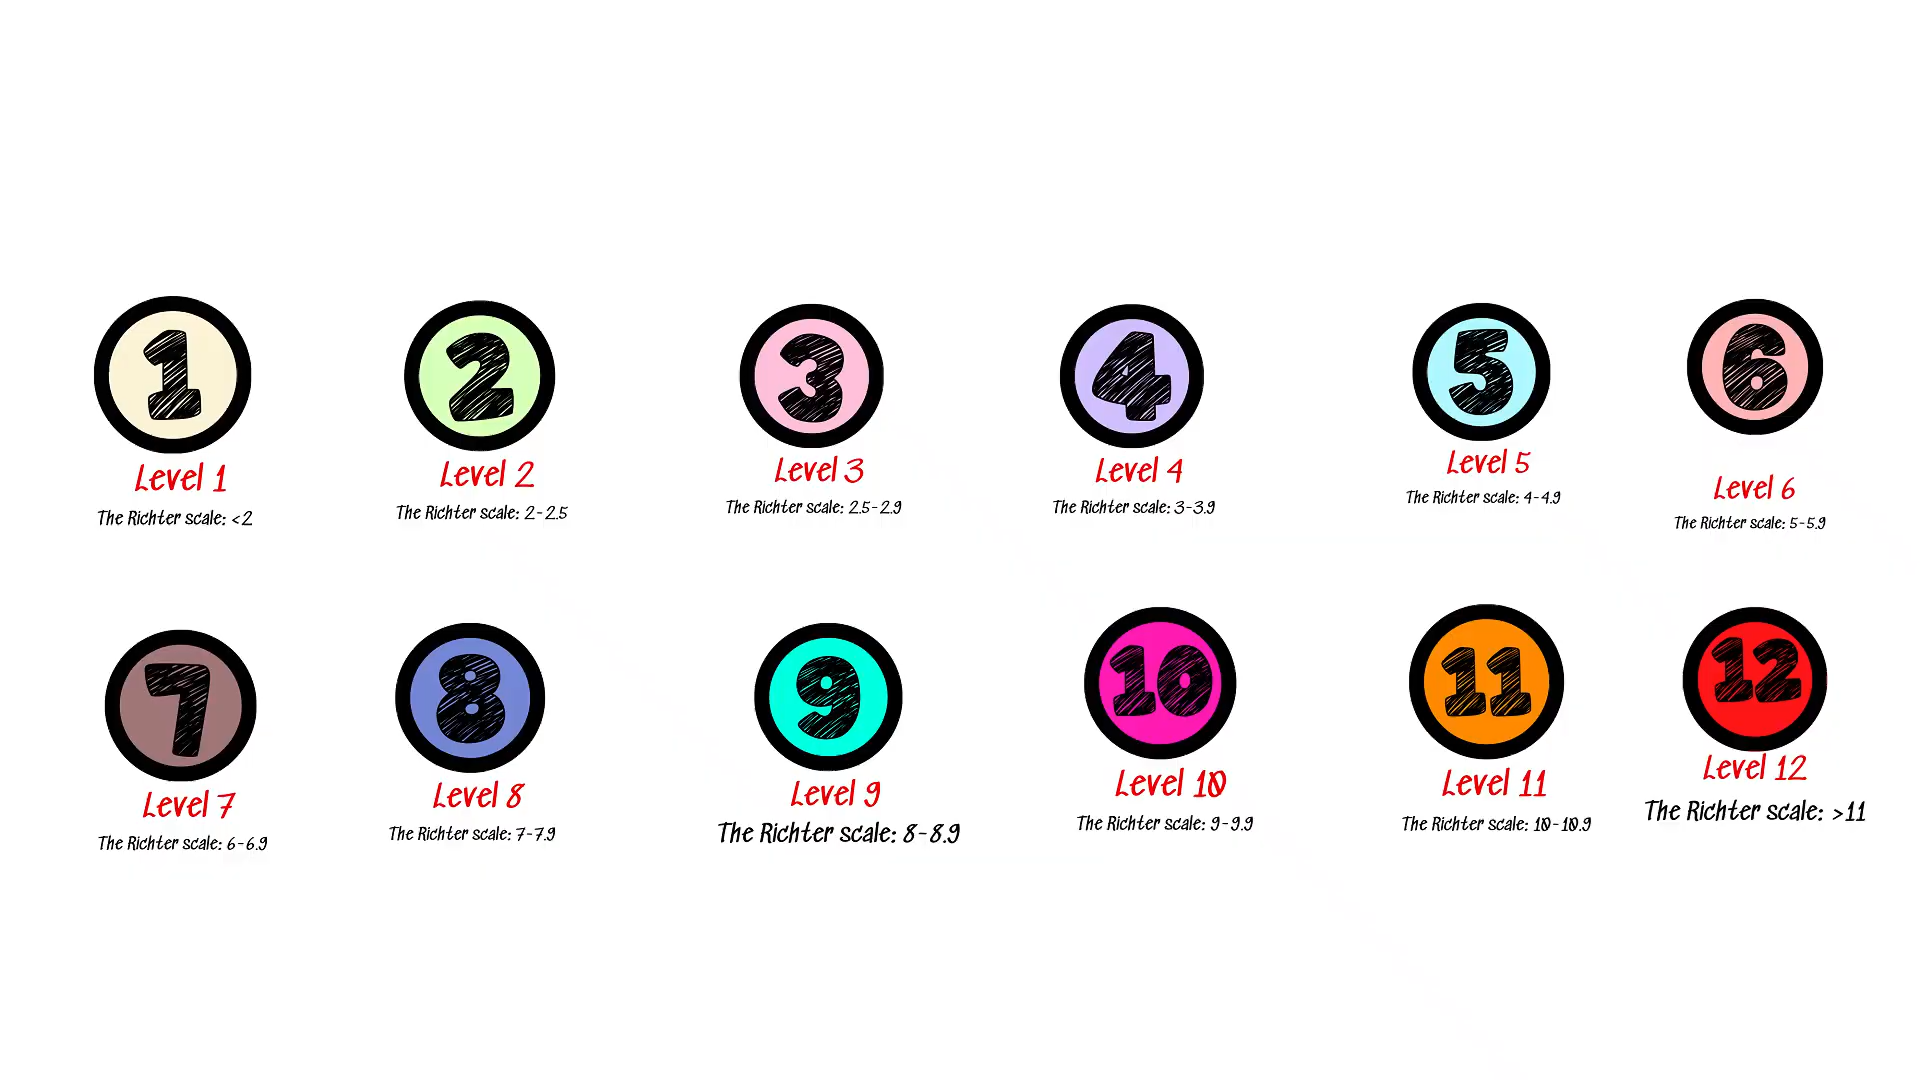 1
Level 1
The Richter scale: <2
2
Level 2
The Richter scale: 2-2.5
3
Level 3
The Richter scale: 2.5-2.9
4
Level 4
The Richter scale: 3-3.9
5
Level 5
The Richter scale: 4-4.9
6
Level 6
The Richter scale: 5-5.9
7
Level 7
The Richter scale: 6-6.9
8
Level 8
The Richter scale: 7-7.9
9
Level 9
The Richter scale: 8-8.9
10
Level 10
The Richter scale: 9-9.9
11
Level 11
The Richter scale: 10-10.9
12
Level 12
The Richter scale: >11